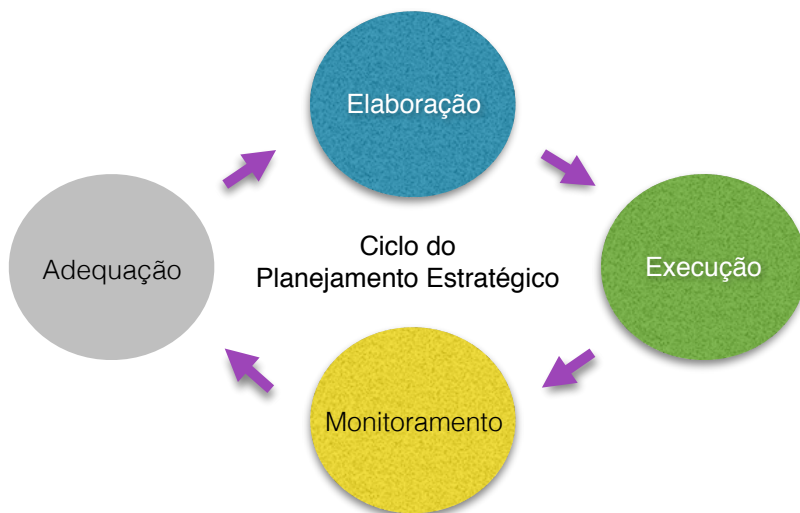 Elaboração
Execução
Ciclo do
Planejamento Estratégico
Adequação
Monitoramento